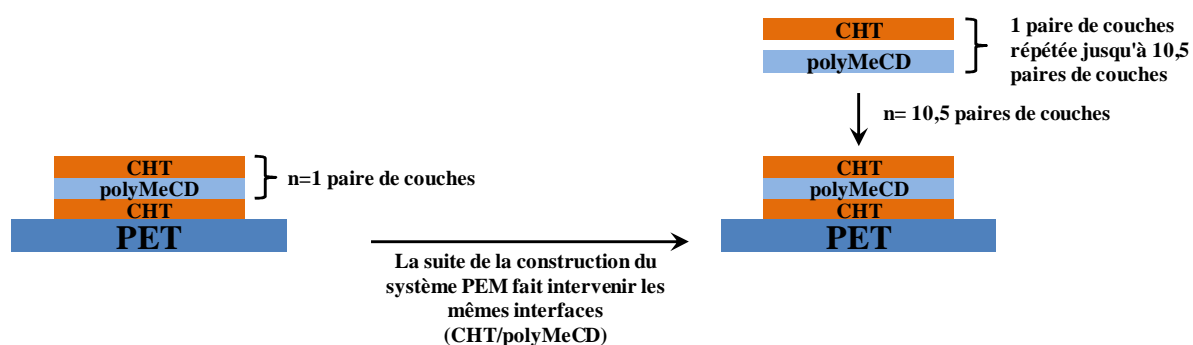 CHT
polyMeCD
CHT
PET
n=1 paire de couches
La suite de la construction du
système PEM fait intervenir les
mêmes interfaces
(CHT/polyMeCD)
CHT
polyMeCD
1 paire de couches
répétée jusqu'à 10,5
paires de couches
n= 10,5 paires de couches
CHT
polyMeCD
CHT
PET